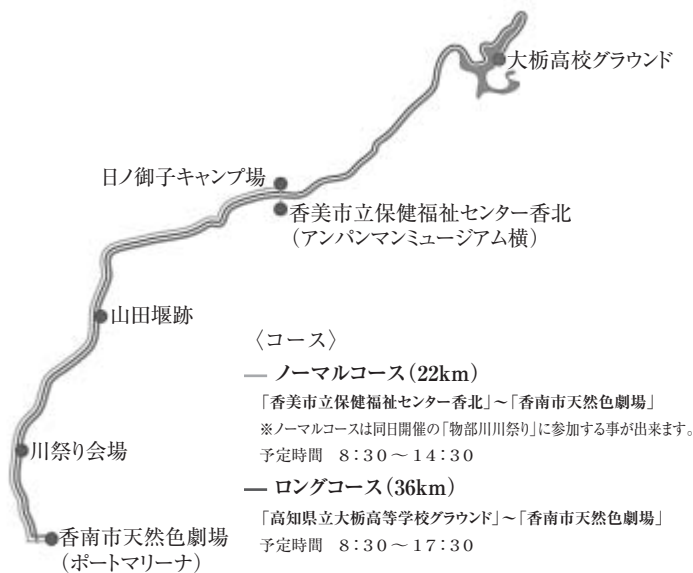 大栃高校グラウンド
日ノ御子キャンプ場
香美市立保健福祉センター香北
（アンパンマンミュージアム横）
山田堰跡
〈コース〉
ノーマルコース（22km）
「香美市立保健福祉センター香北」～「香南市天然色劇場」
※ノーマルコースは同日開催の「物部川川祭り」に参加する事が出来ます。
予定時間 8:30～14:30
川祭り会場
ロングコース（36km）
「高知県立大栃高等学校グラウンド」～「香南市天然色劇場」
予定時間 8:30～17:30
香南市天然色劇場
（ポートマリーナ）